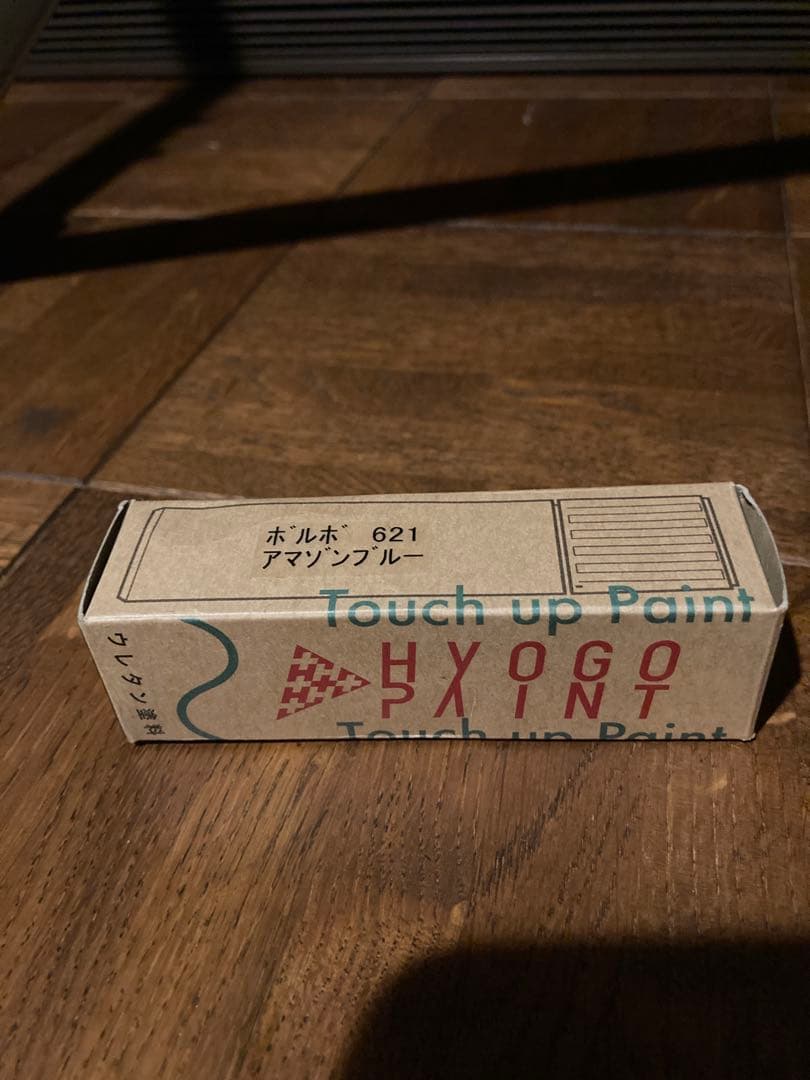 ボルボ 621
アマゾンブルー
Touch up Paint
HYOGO
PAINT
Touch up Paint
ウレタン塗料